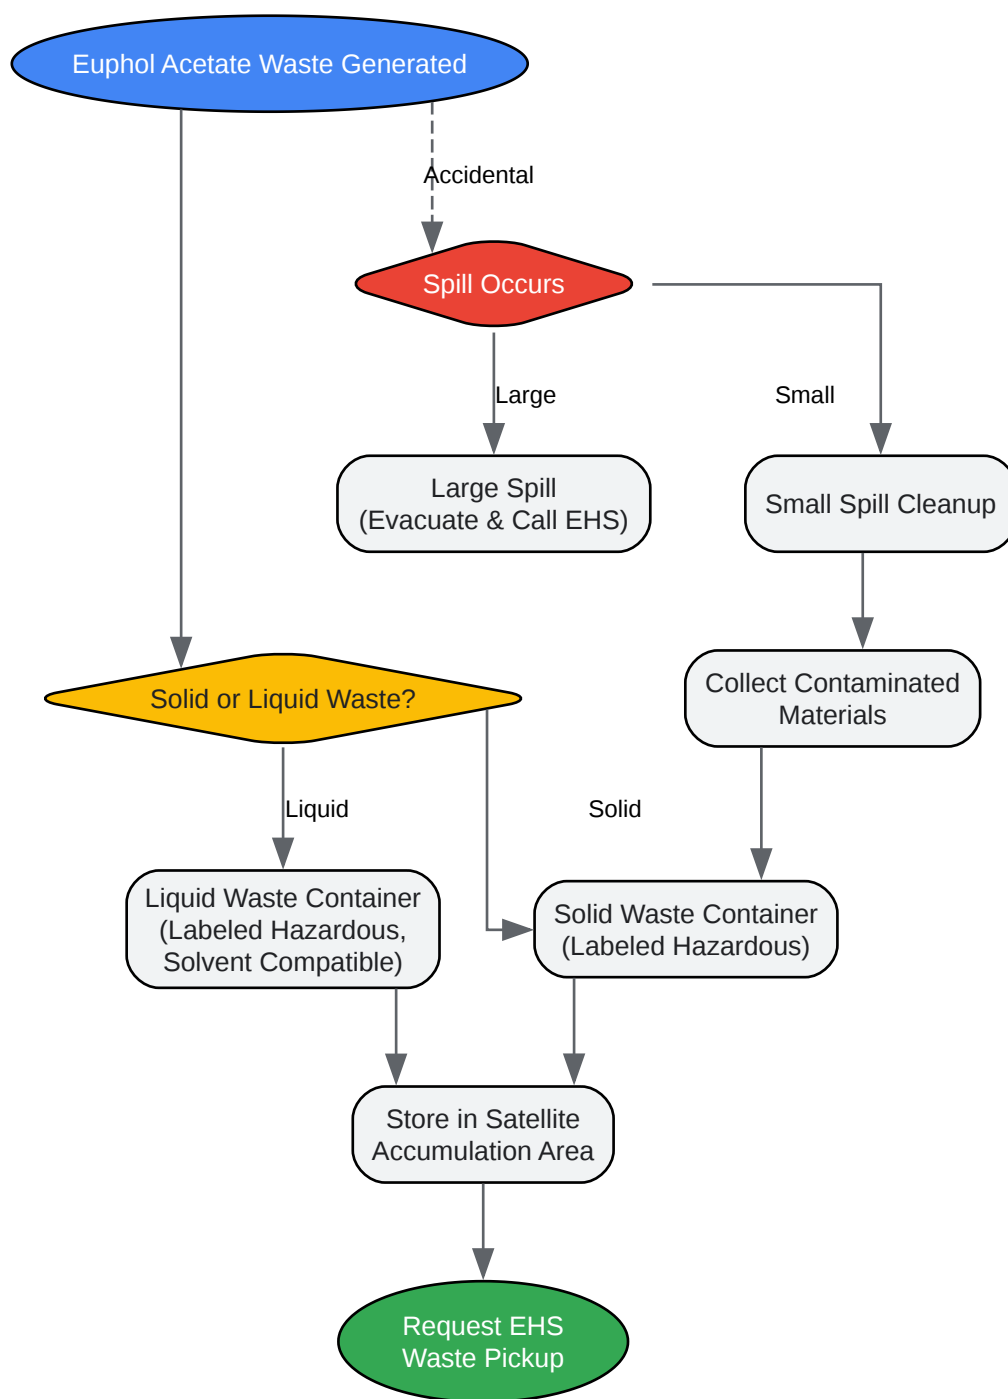 Euphol Acetate Waste Generated
Accidental
Spill Occurs
Large
Small
Large Spill
(Evacuate & Call EHS)
Small Spill Cleanup
Solid or Liquid Waste?
Collect Contaminated
Materials
Liquid
Solid
Liquid Waste Container
(Labeled Hazardous,
Solvent Compatible)
Solid Waste Container
(Labeled Hazardous)
Store in Satellite
Accumulation Area
Request EHS
Waste Pickup